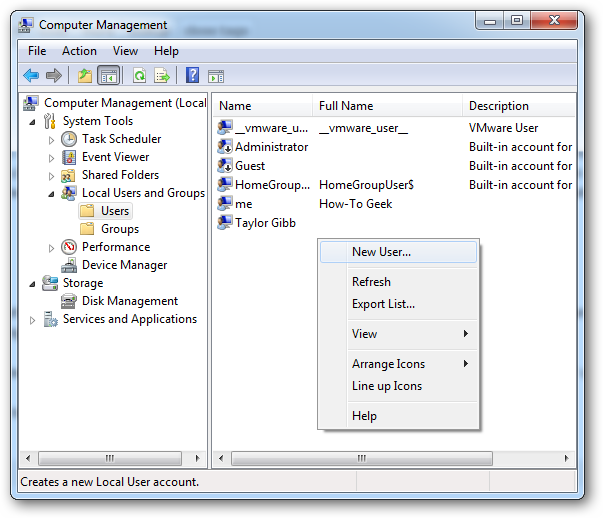 Computer Management
File Action View Help
Computer Management (Local
System Tools
Task Scheduler
Event Viewer
Shared Folders
Local Users and Groups
Users
Groups
Performance
Device Manager
Storage
Disk Management
Services and Applications
Name Full Name Description
__vmware_u... __vmware_user__ VMware User
Administrator Built-in account for
Guest Built-in account for
HomeGroup... HomeGroupUser$ Built-in account for
me How-To Geek
Taylor Gibb
New User...
Refresh
Export List...
View
Arrange Icons
Line up Icons
Help
Creates a new Local User account.